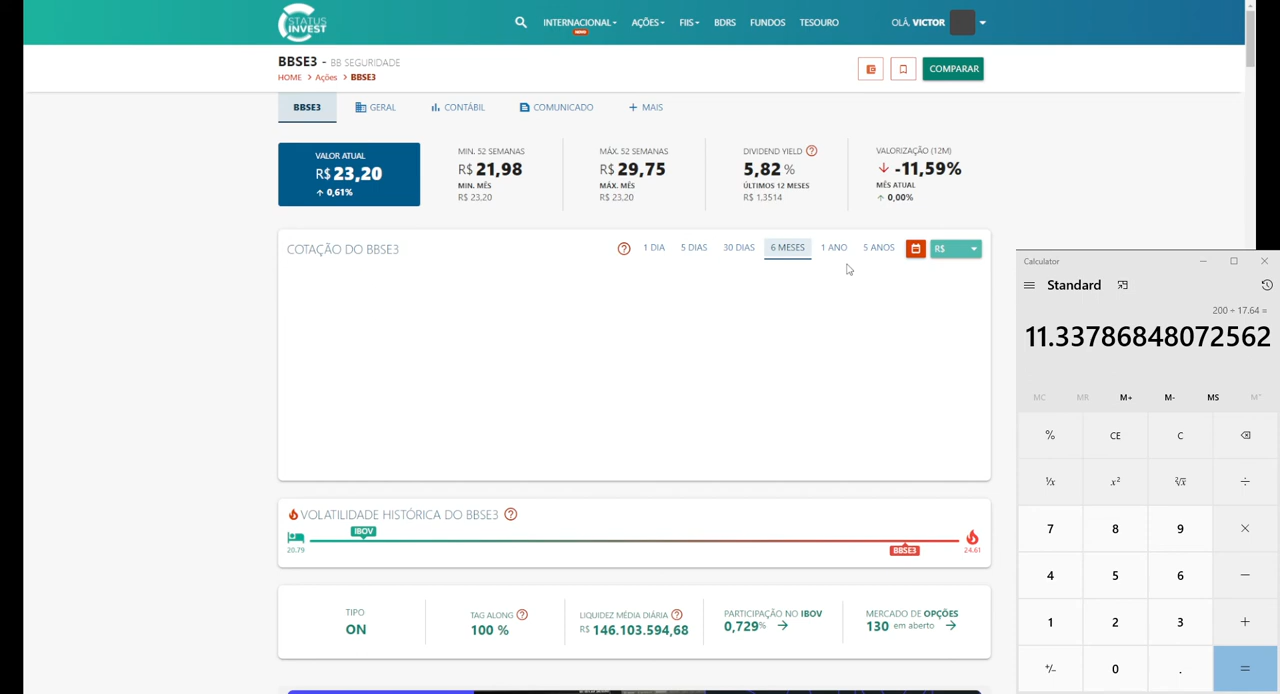 STATUS
INVEST
INTERNACIONAL
NOVO
AÇÕES
FIIS
BDRS
FUNDOS
TESOURO
OLÁ, VICTOR
BBSE3 - BB SEGURIDADE
HOME > Ações > BBSE3
COMPARAR
BBSE3
GERAL
CONTÁBIL
COMUNICADO
+ MAIS
VALOR ATUAL
R$ 23,20
↑ 0,61%
MIN. 52 SEMANAS
R$ 21,98
MIN. MÊS
R$ 23,20
MÁX. 52 SEMANAS
R$ 29,75
MÁX. MÊS
R$ 23,20
DIVIDEND YIELD ?
5,82 %
ÚLTIMOS 12 MESES
R$ 1,3514
VALORIZAÇÃO (12M)
↓ -11,59%
MÊS ATUAL
↑ 0,00%
COTAÇÃO DO BBSE3
?
1 DIA
5 DIAS
30 DIAS
6 MESES
1 ANO
5 ANOS
R$
VOLATILIDADE HISTÓRICA DO BBSE3 ?
IBOV
20.79
BBSE3
24.61
TIPO
ON
TAG ALONG ?
100 %
LIQUIDEZ MÉDIA DIÁRIA ?
R$ 146.103.594,68
PARTICIPAÇÃO NO IBOV
0,729% →
MERCADO DE OPÇÕES
130 em aberto →
Calculator
Standard
200 ÷ 17.64 =
11.33786848072562
MC MR M+ M- MS M˅
% CE C ⌫
¹/x x² ²√x ÷
7 8 9 ×
4 5 6 −
1 2 3 +
+/− 0 . =